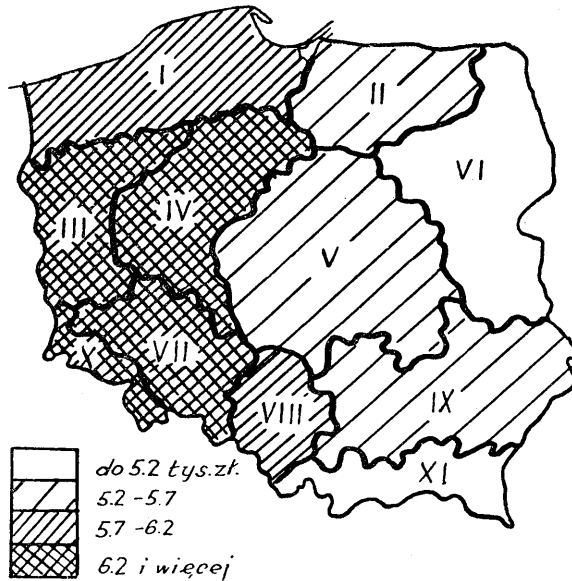 I
II
VI
IV
III
V
VII
X
VIII
IX
XI
do 5.2 tys.zł.
5.2 - 5.7
5.7 - 6.2
6.2 i więcej